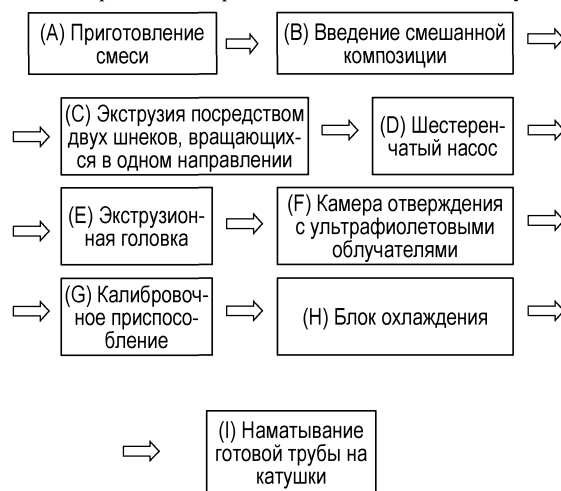 (A) Приготовление
смеси
(B) Введение смешанной
композиции
(C) Экструзия посредством
двух шнеков, вращающих-
ся в одном направлении
(D) Шестерен-
чатый насос
(E) Экструзион-
ная головка
(F) Камера отверждения
с ультрафиолетовыми
облучателями
(G) Калибровоч-
ное приспосо-
бление
(H) Блок охлаждения
(I) Наматывание
готовой трубы на
катушки